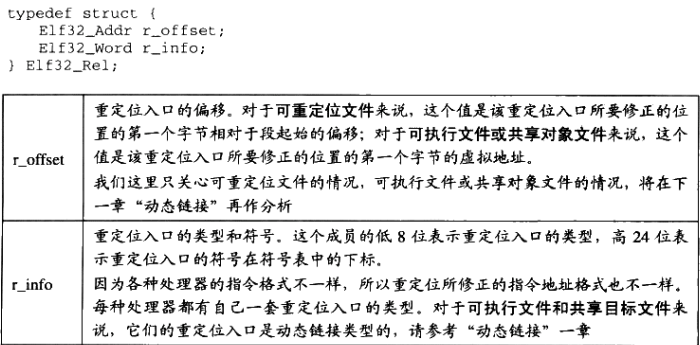 typedef struct {
Elf32_Addr r_offset;
Elf32_Word r_info;
} Elf32_Rel;
重定位入口的偏移。对于可重定位文件来说，这个值是该重定位入口所要修正的位
置的第一个字节相对于段起始的偏移；对于可执行文件或共享对象文件来说，这个
值是该重定位入口所要修正的位置的第一个字节的虚拟地址。
r_offset
我们这里只关心可重定位文件的情况，可执行文件或共享对象文件的情况，将在下
一章“动态链接”再作分析
重定位入口的类型和符号。这个成员的低 8 位表示重定位入口的类型，高 24 位表
示重定位入口的符号在符号表中的下标。
r_info
因为各种处理器的指令格式不一样，所以重定位所修正的指令地址格式也不一样。
每种处理器都有自己一套重定位入口的类型。对于可执行文件和共享目标文件来
说，它们的重定位入口是动态链接类型的，请参考“动态链接”一章